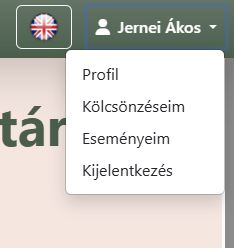 Jernei Ákos
Profil
Kölcsönzéseim
Eseményeim
Kijelentkezés
tár